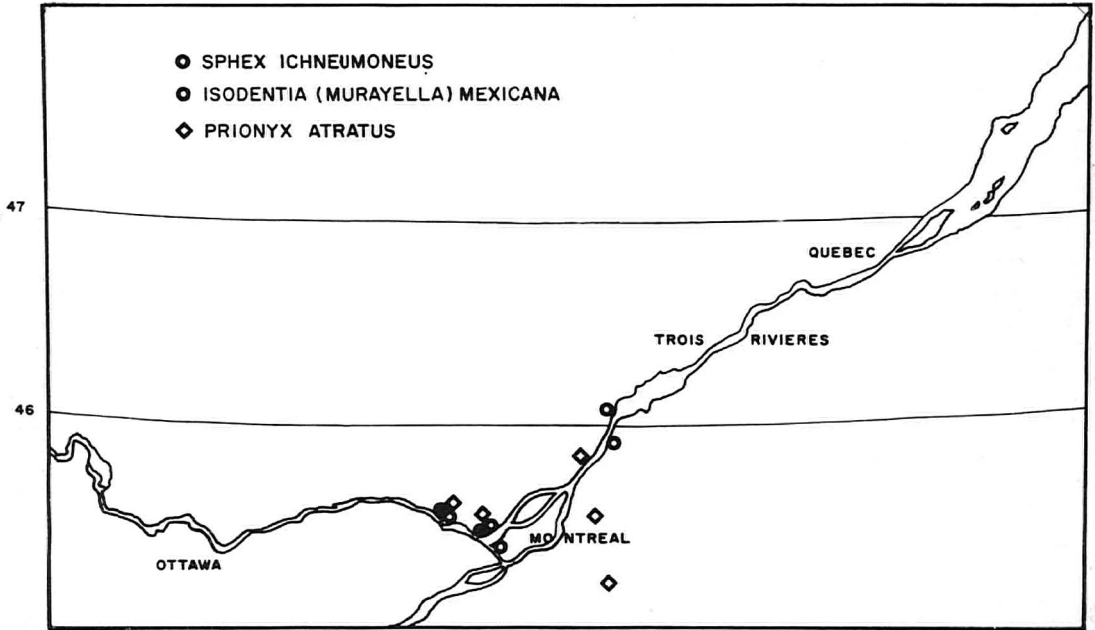 SPHEX ICHNEUMONEUS
ISODENTIA (MURAYELLA) MEXICANA
PRIONYX ATRATUS
47
QUEBEC
TROIS RIVIERES
46
MONTREAL
OTTAWA